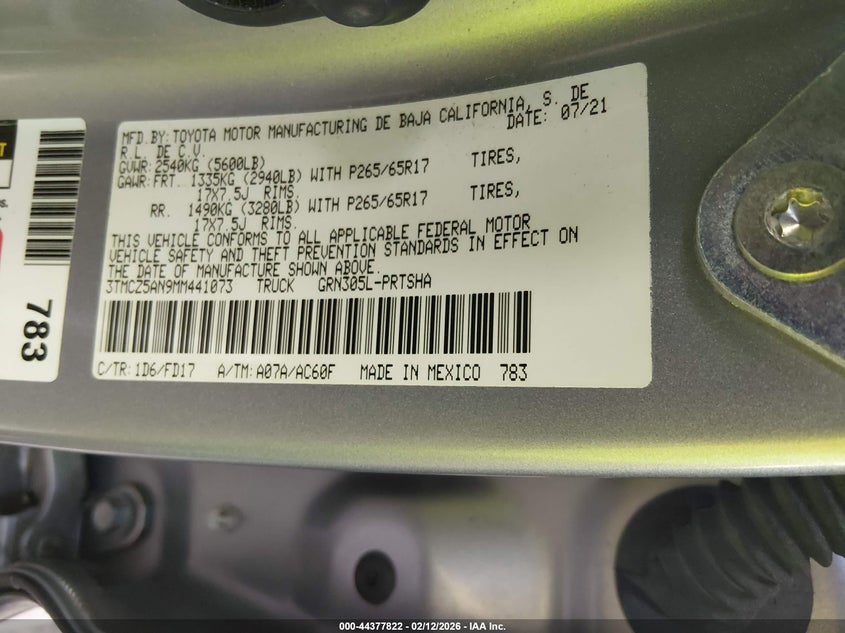 MFD.BY:TOYOTA MOTOR MANUFACTURING DE BAJA CALIFORNIA, S. DE
R.L. DE C.V. DATE: 07/21
GVWR:2540KG (5600LB)
GAWR:FRT. 1335KG (2940LB) WITH P265/65R17 TIRES,
17X7.5J RIMS.
RR. 1490KG (3280LB) WITH P265/65R17 TIRES,
17X7.5J RIMS.
THIS VEHICLE CONFORMS TO ALL APPLICABLE FEDERAL MOTOR
VEHICLE SAFETY AND THEFT PREVENTION STANDARDS IN EFFECT ON
THE DATE OF MANUFACTURE SHOWN ABOVE.
3TMCZ5AN9MM441073 TRUCK GRN305L-PRTSHA
C/TR:1D6/FD17 A/TM:A07A/AC60F MADE IN MEXICO 783
783
000-44377822 - 02/12/2026 - IAA Inc.